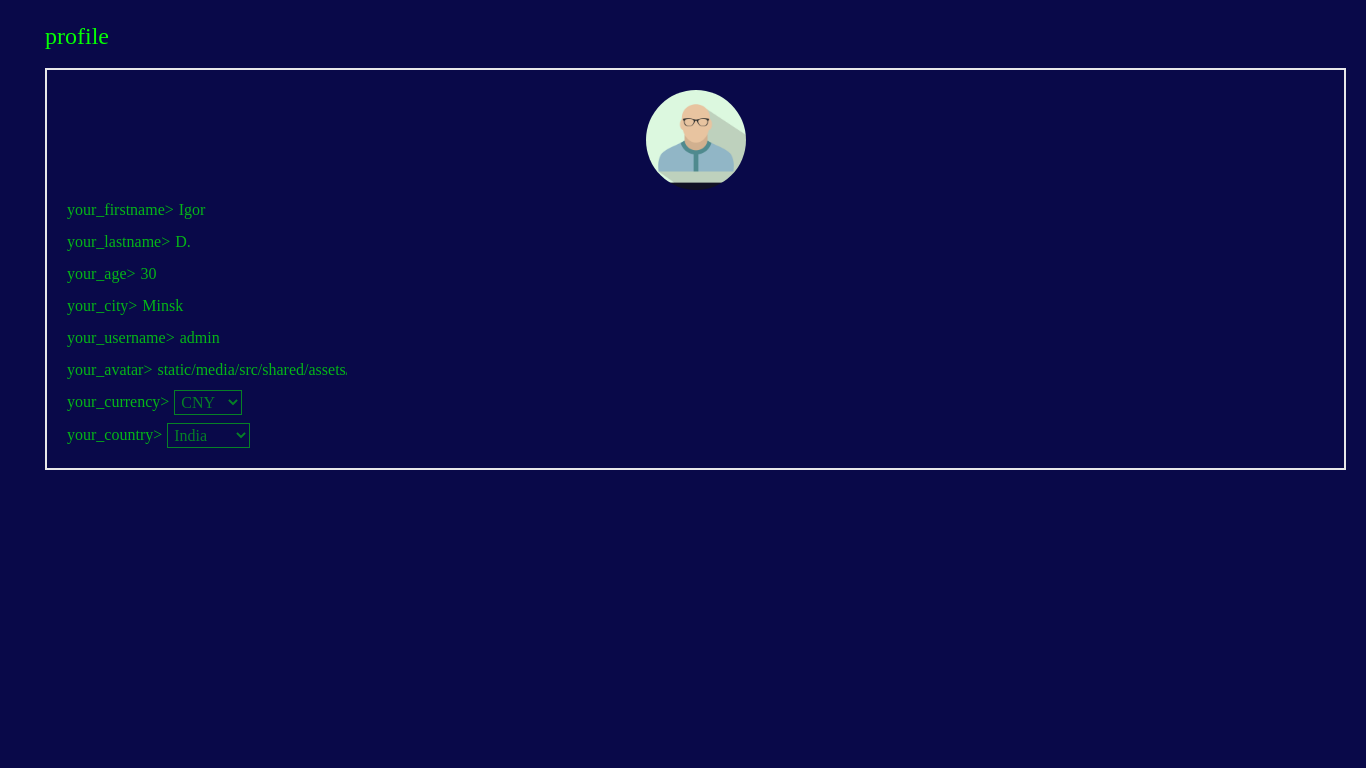 profile
your_firstname> Igor
your_lastname> D.
your_age> 30
your_city> Minsk
your_username> admin
your_avatar> static/media/src/shared/assets/
your_currency> CNY
your_country> India